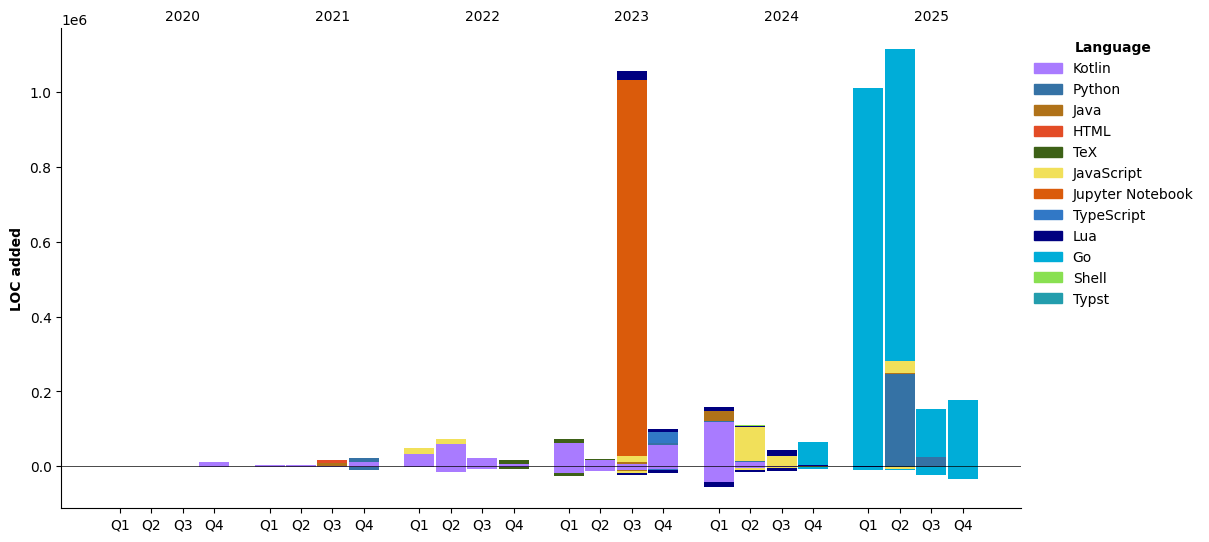 1e6
2020 2021 2022 2023 2024 2025
Language
Kotlin
Python
Java
HTML
TeX
JavaScript
Jupyter Notebook
TypeScript
Lua
Go
Shell
Typst
LOC added
1.0
0.8
0.6
0.4
0.2
0.0
Q1 Q2 Q3 Q4 Q1 Q2 Q3 Q4 Q1 Q2 Q3 Q4 Q1 Q2 Q3 Q4 Q1 Q2 Q3 Q4 Q1 Q2 Q3 Q4